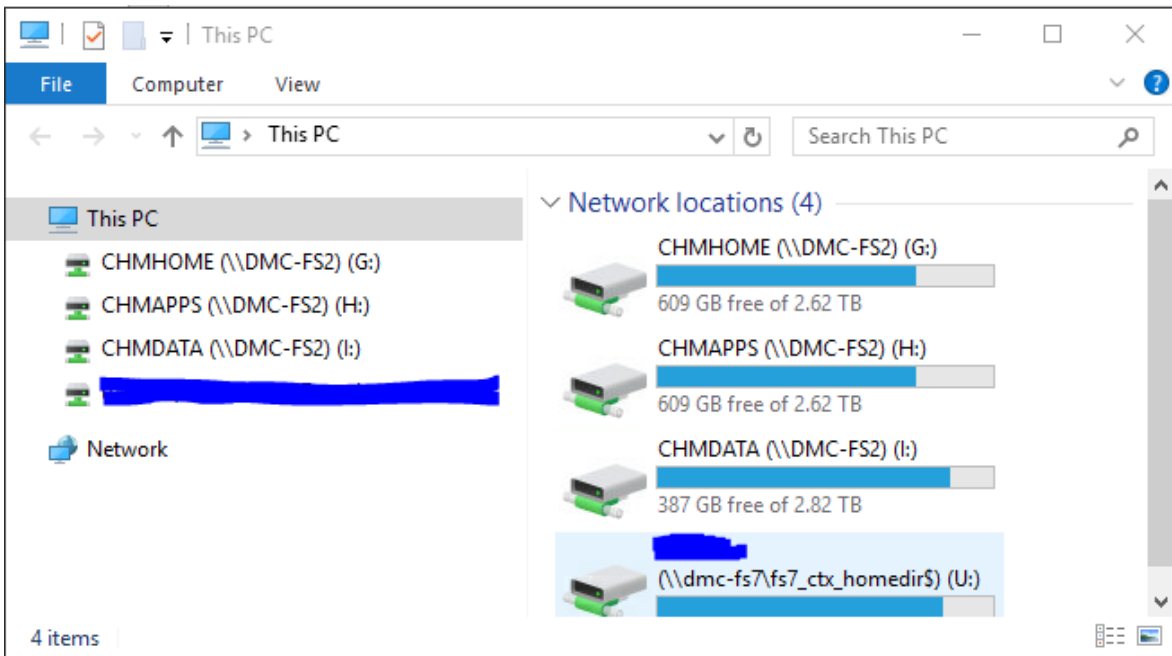 This PC
File Computer View
This PC
Search This PC
This PC
CHMHOME (\\DMC-FS2) (G:)
CHMAPPS (\\DMC-FS2) (H:)
CHMDATA (\\DMC-FS2) (I:)
Network
Network locations (4)
CHMHOME (\\DMC-FS2) (G:)
609 GB free of 2.62 TB
CHMAPPS (\\DMC-FS2) (H:)
609 GB free of 2.62 TB
CHMDATA (\\DMC-FS2) (I:)
387 GB free of 2.82 TB
(\\dmc-fs7\fs7_ctx_homedir$) (U:)
4 items